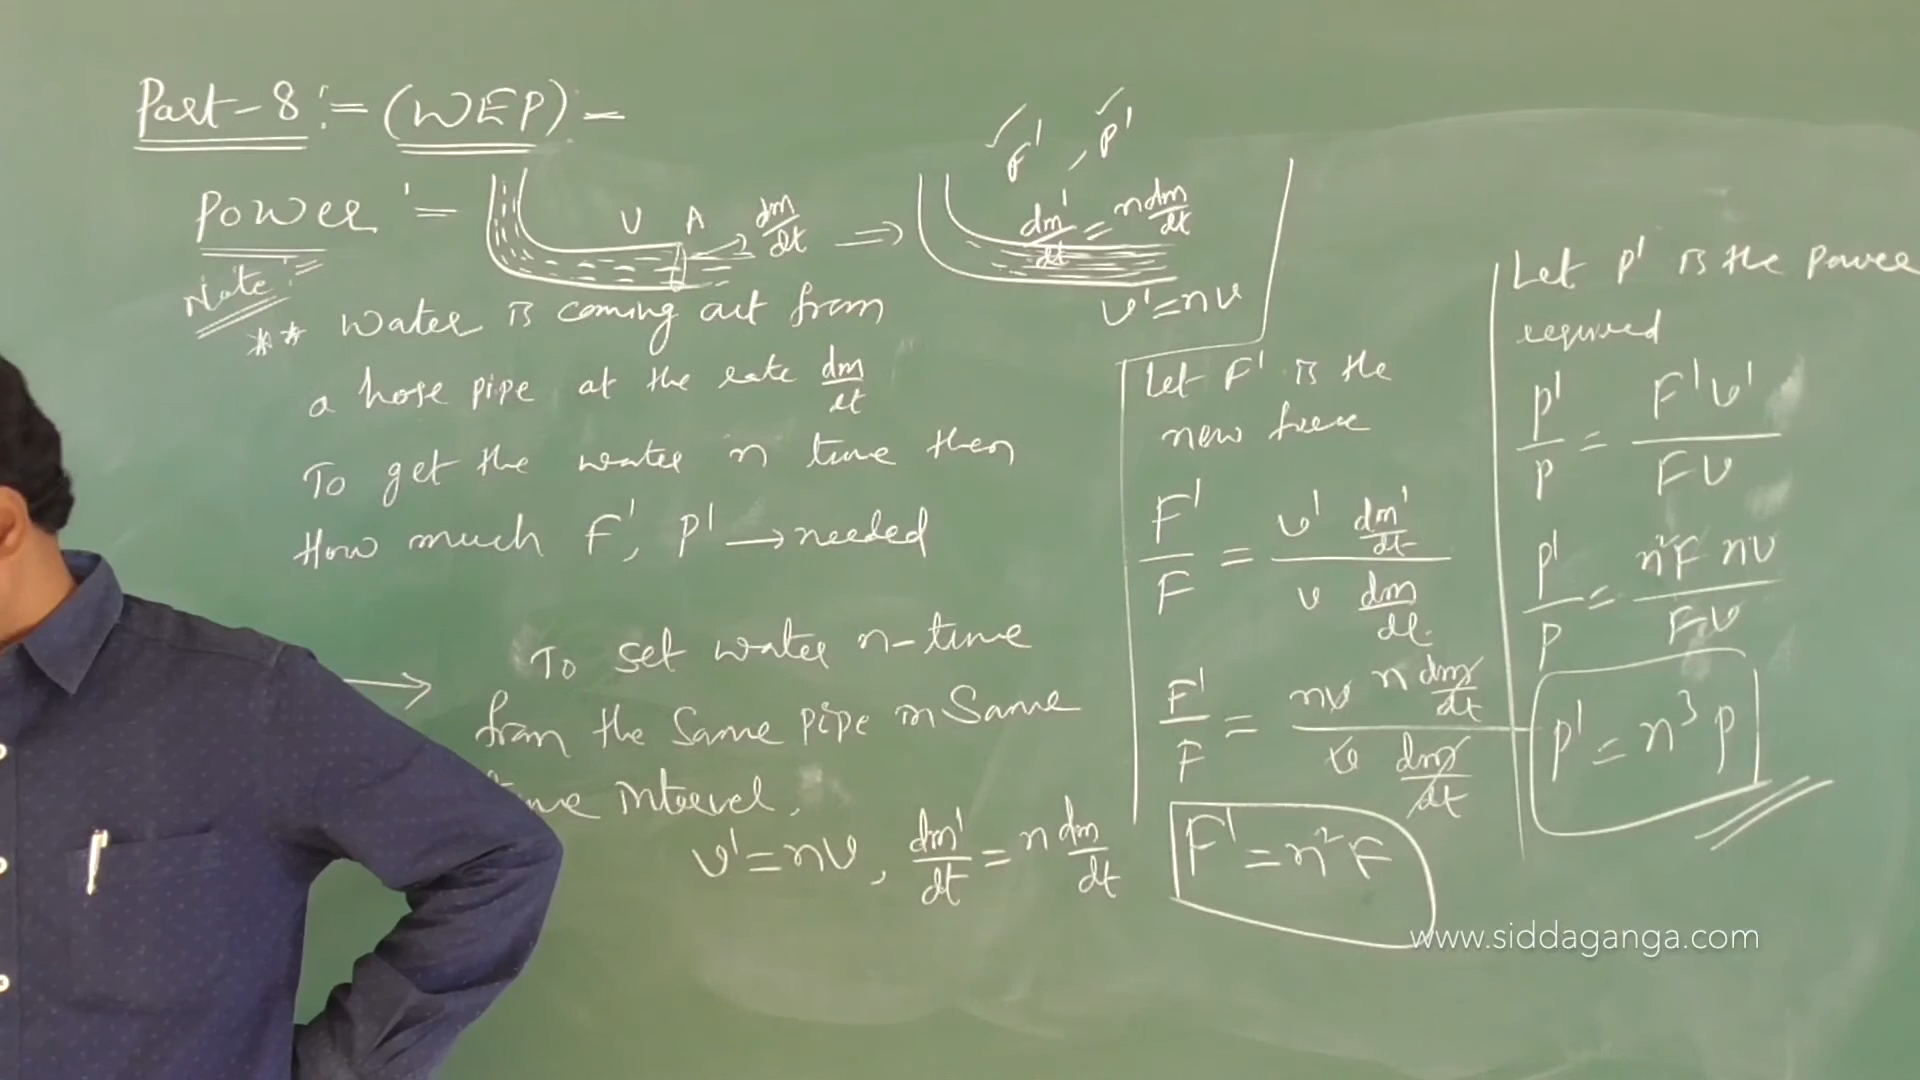 Part-8:- (WEP):-
Power:-
v A dm/dt ⇒
F', P'
dm'/dt = n dm/dt
v'=nv
Note:-
** Water is coming out from
a hose pipe at the rate dm/dt
To get the water n time then
How much F', P' → needed
→ To get water n-time
from the same pipe in same
time interval,
v'=nv, dm'/dt = n dm/dt
Let F' is the
new force
F'/F = v' dm'/dt / v dm/dt
F'/F = nv n dm/dt / v dm/dt
F'=n²F
Let P' is the power
required
P'/P = F'v'/Fv
P'/P = n²F nv/Fv
P'=n³P
www.siddaganga.com